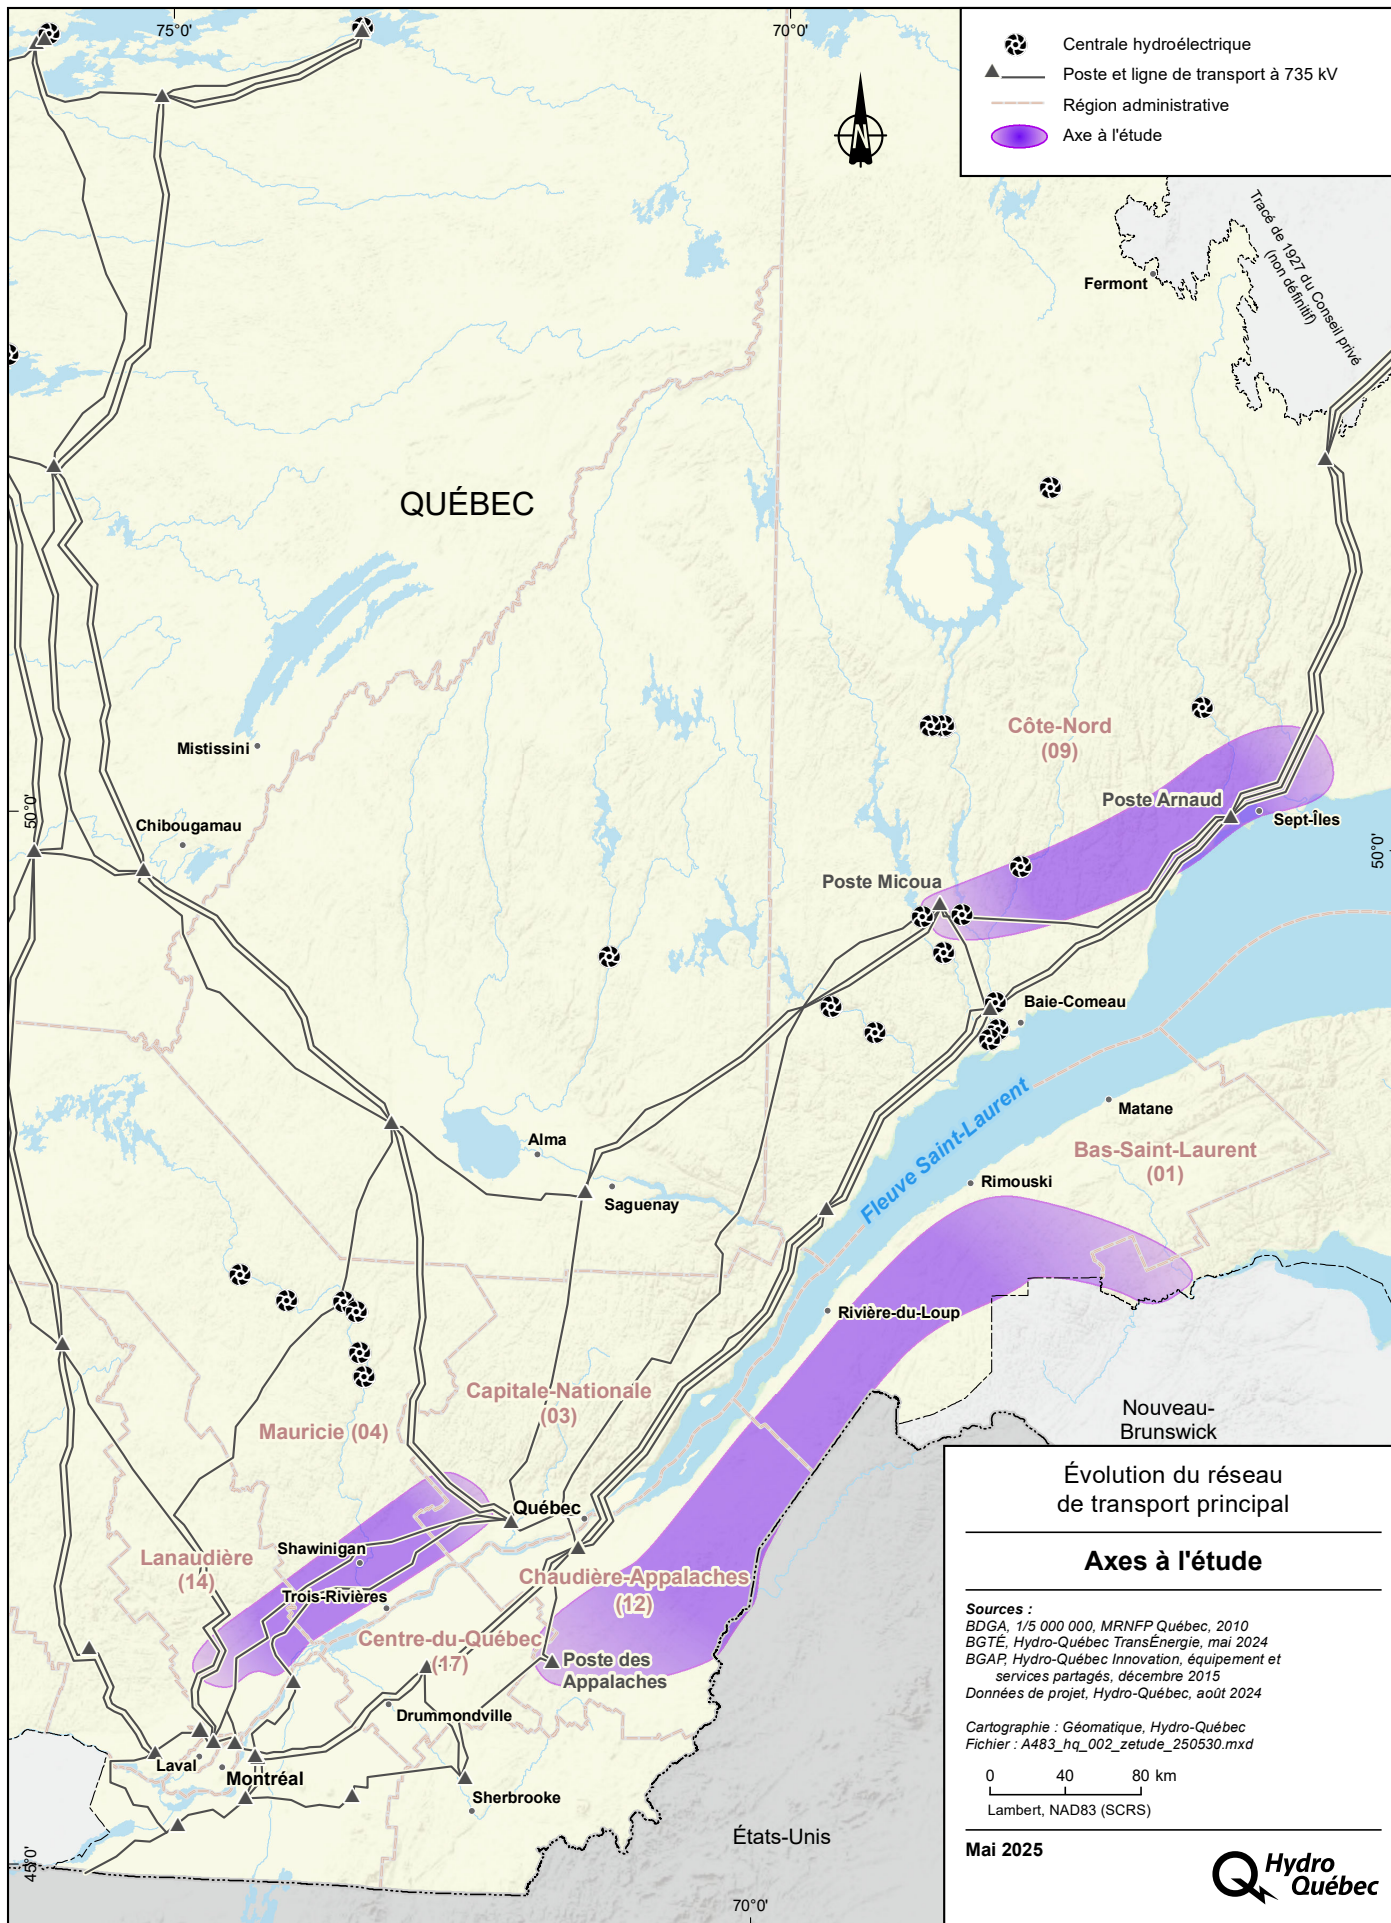 75°0'
70°0'
Centrale hydroélectrique
Poste et ligne de transport à 735 kV
Région administrative
Axe à l'étude
N
Tracé de 1927 du Conseil privé
(non définitif)
Fermont
QUÉBEC
Mistissini
Côte-Nord
(09)
Poste Arnaud
Sept-Îles
50°0'
50°0'
Chibougamau
Poste Micoua
Baie-Comeau
Matane
Fleuve Saint-Laurent
Bas-Saint-Laurent
(01)
Alma
Rimouski
Saguenay
Rivière-du-Loup
Capitale-Nationale
(03)
Mauricie (04)
Nouveau-
Brunswick
Québec
Shawinigan
Lanaudière
(14)
Trois-Rivières
Chaudière-Appalaches
(12)
Centre-du-Québec
(17)
Poste des
Appalaches
Drummondville
Laval
Montréal
Sherbrooke
États-Unis
45°0'
70°0'
Évolution du réseau
de transport principal
Axes à l'étude
Sources :
BDGA, 1/5 000 000, MRNFP Québec, 2010
BGTÉ, Hydro-Québec TransÉnergie, mai 2024
BGAP, Hydro-Québec Innovation, équipement et
services partagés, décembre 2015
Données de projet, Hydro-Québec, août 2024
Cartographie : Géomatique, Hydro-Québec
Fichier : A483_hq_002_zetude_250530.mxd
0 40 80 km
Lambert, NAD83 (SCRS)
Mai 2025
Hydro
Québec